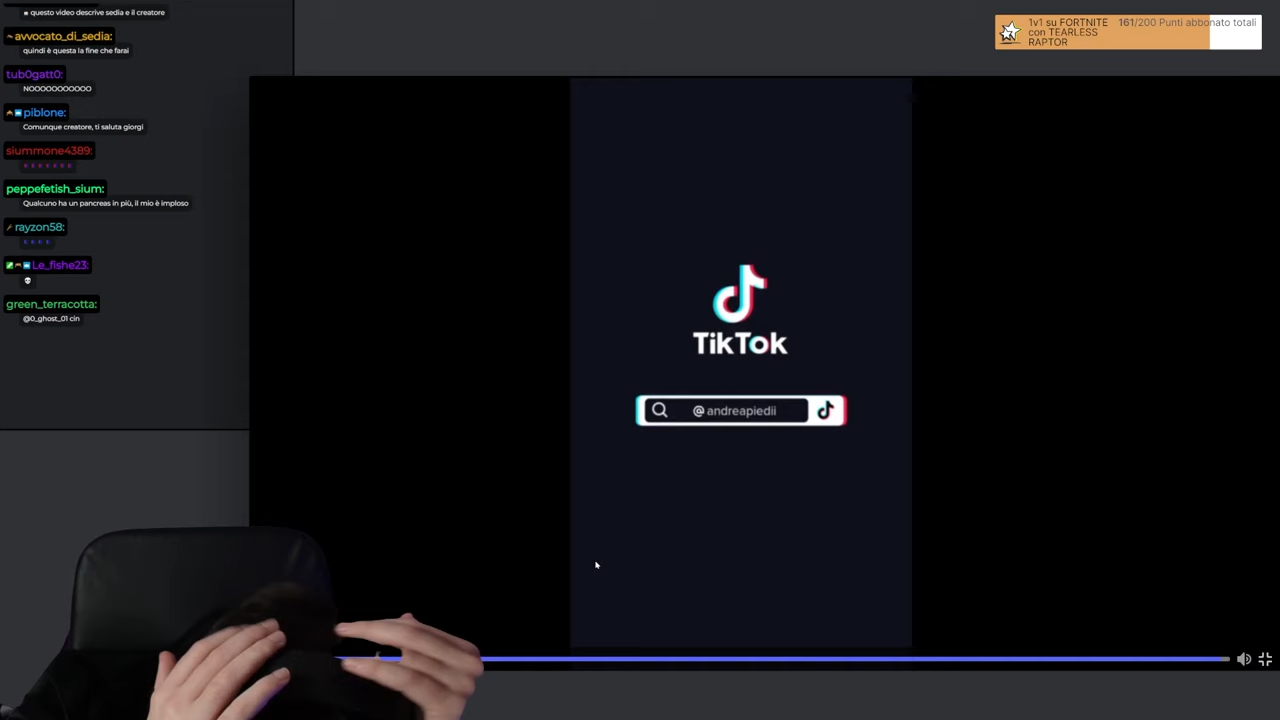 questo video descrive sedia e il creatore
avvocato_di_sedia:
quindi è questa la fine che farai
tub0gatt0:
NOOOOOOOOOOO
piblone:
Comunque creatore, ti saluta giorgi
siummone4389:
peppefetish_sium:
Qualcuno ha un pancreas in più, il mio è imploso
rayzon58:
Le_fishe23:
green_terracotta:
@0_ghost_01 cin
1v1 su FORTNITE
con TEARLESS
RAPTOR
161/200 Punti abbonato totali
TikTok
@andreapiedii